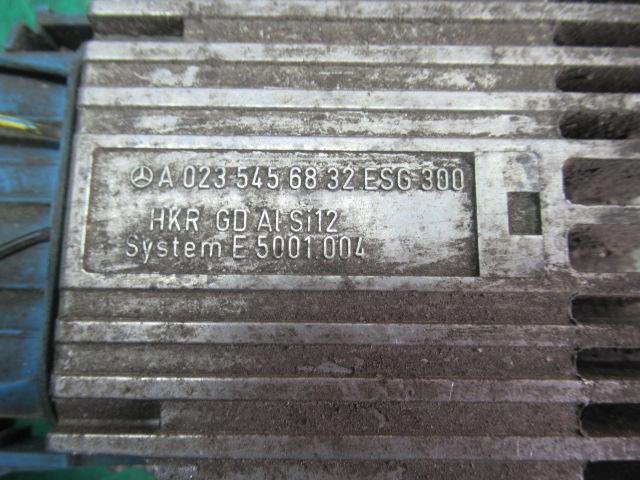 A 023 545 68 32 ESG 300
HKR GD Al Si12
System E 5001.004